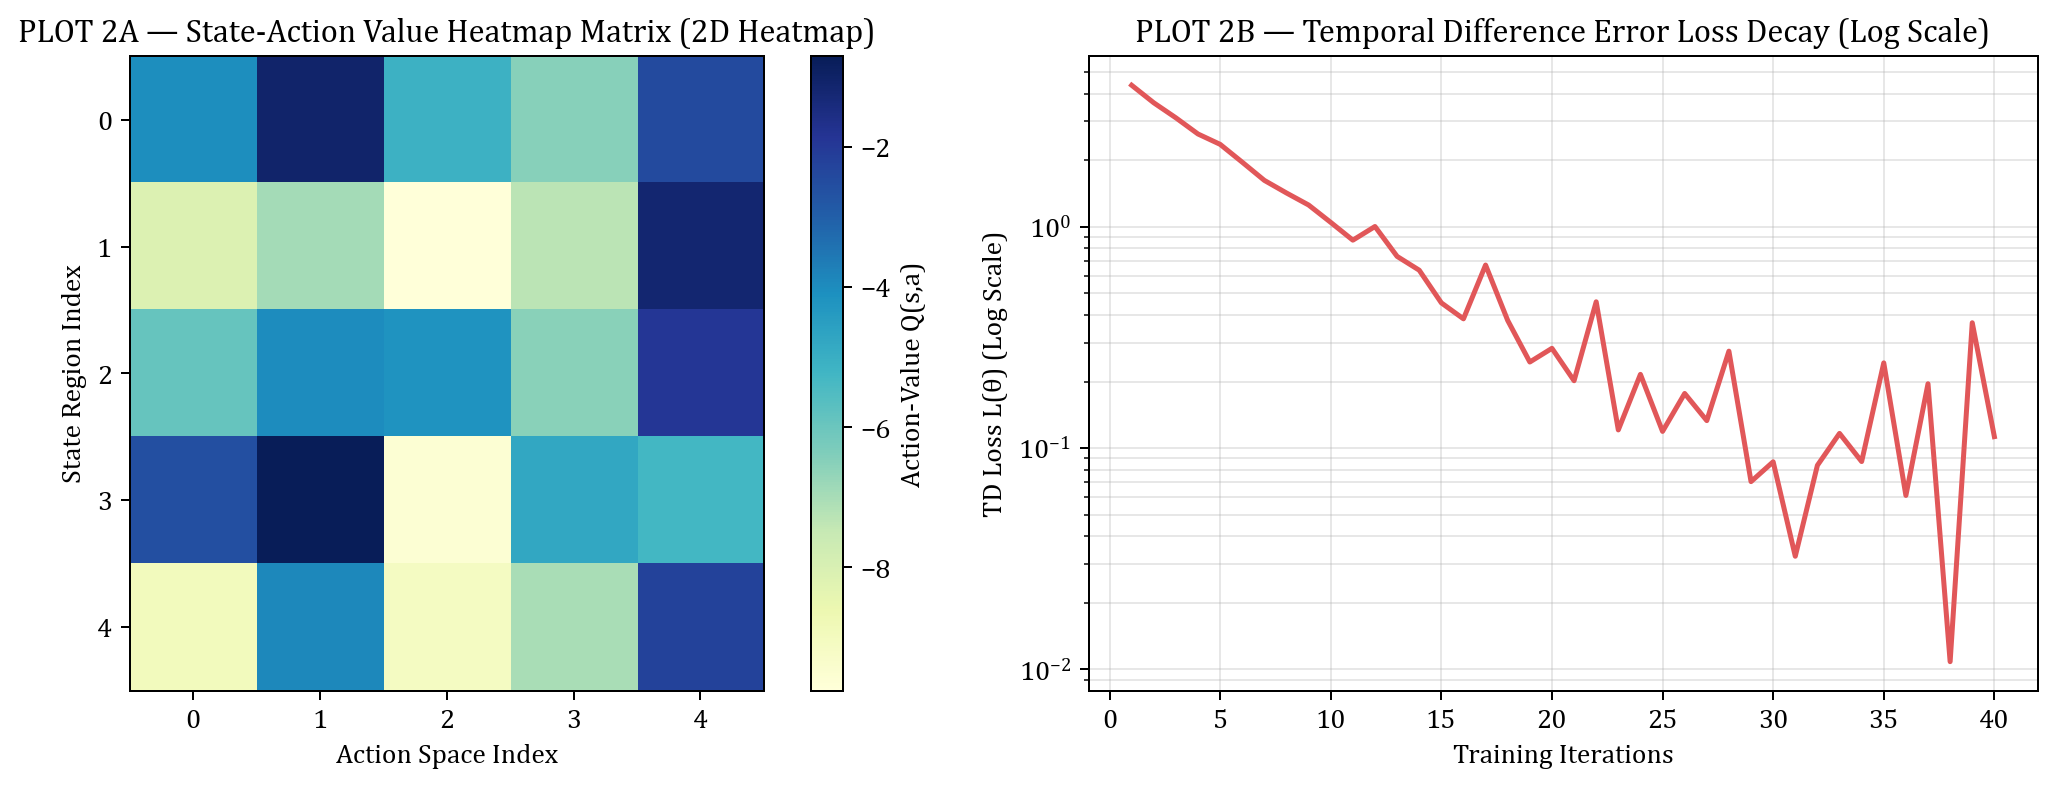 PLOT 2A — State-Action Value Heatmap Matrix (2D Heatmap)
State Region Index
0
1
2
3
4
0 1 2 3 4
Action Space Index
−2
−4
−6
−8
Action-Value Q(s,a)
PLOT 2B — Temporal Difference Error Loss Decay (Log Scale)
TD Loss L(θ) (Log Scale)
10⁰
10⁻¹
10⁻²
0 5 10 15 20 25 30 35 40
Training Iterations